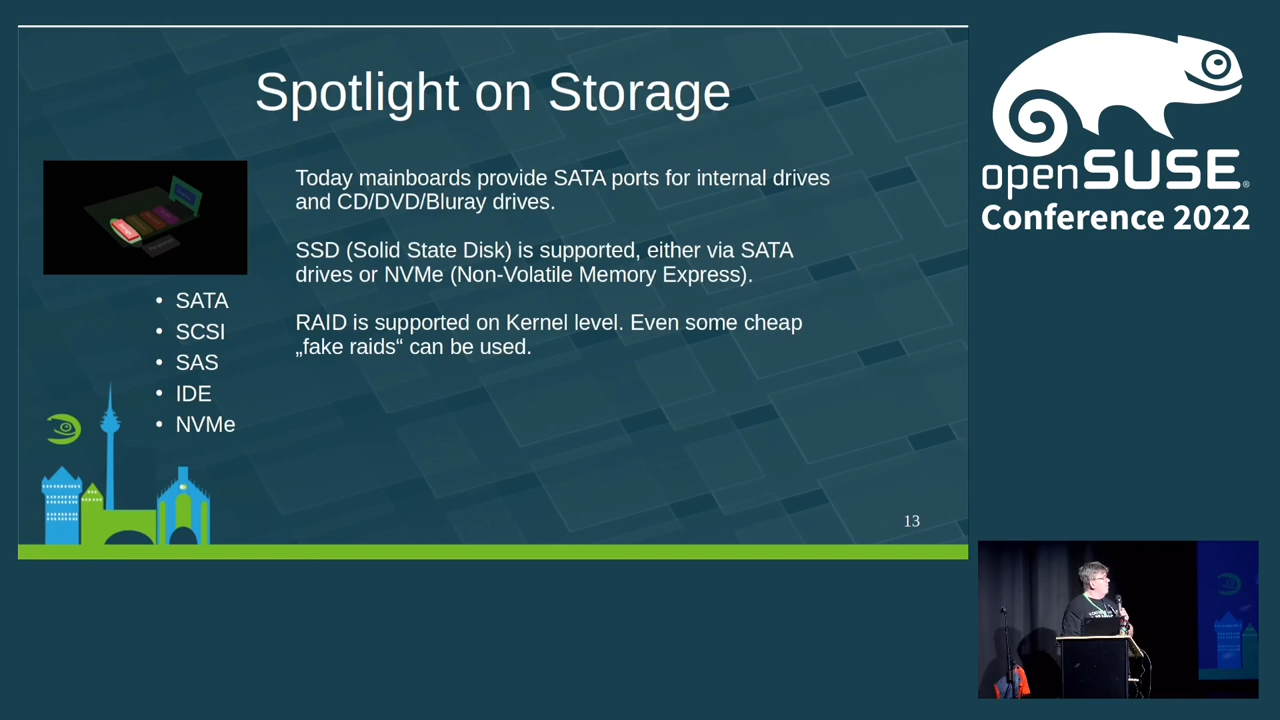 Spotlight on Storage
Today mainboards provide SATA ports for internal drives
and CD/DVD/Bluray drives.
SSD (Solid State Disk) is supported, either via SATA
drives or NVMe (Non-Volatile Memory Express).
RAID is supported on Kernel level. Even some cheap
„fake raids“ can be used.
• SATA
• SCSI
• SAS
• IDE
• NVMe
13
openSUSE®
Conference 2022